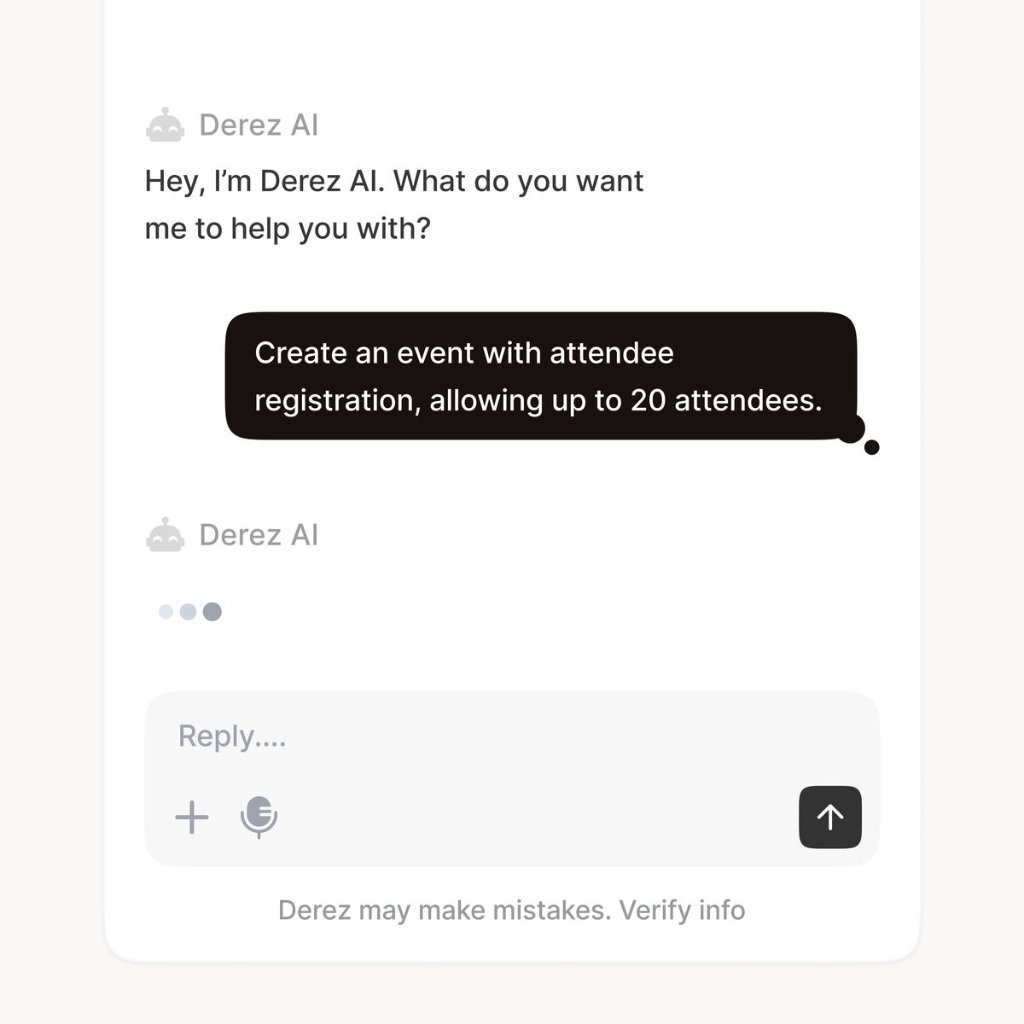 Derez AI
Hey, I’m Derez AI. What do you want
me to help you with?
Create an event with attendee
registration, allowing up to 20 attendees.
Derez AI
Reply....
Derez may make mistakes. Verify info